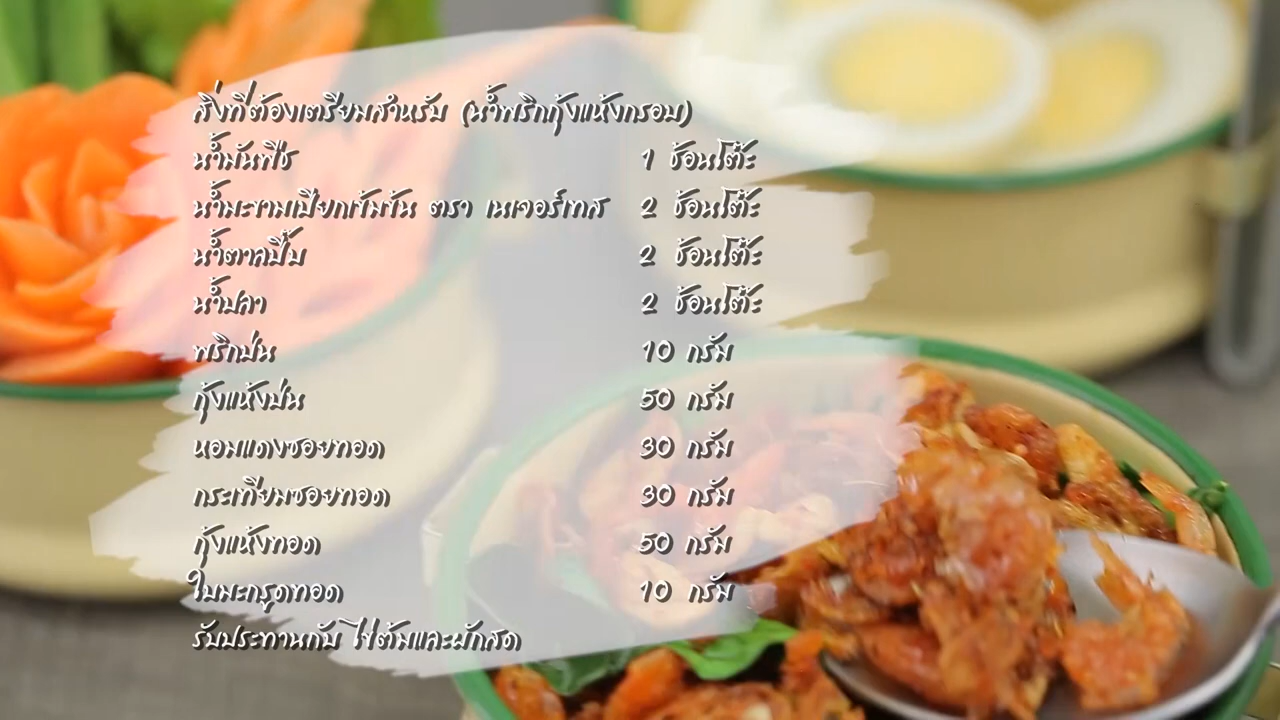 สิ่งที่ต้องเตรียมสำหรับ (น้ำพริกกุ้งแห้งกรอบ)
น้ำมันพืช 1 ช้อนโต๊ะ
น้ำมะขามเปียกเข้มข้น ตรา เนเจอร์เทส 2 ช้อนโต๊ะ
น้ำตาลปี๊บ 2 ช้อนโต๊ะ
น้ำปลา 2 ช้อนโต๊ะ
พริกป่น 10 กรัม
กุ้งแห้งป่น 50 กรัม
หอมแดงซอยทอด 30 กรัม
กระเทียมซอยทอด 30 กรัม
กุ้งแห้งทอด 50 กรัม
ใบมะกรูดทอด 10 กรัม
รับประทานกับ ไข่ต้มและผักสด